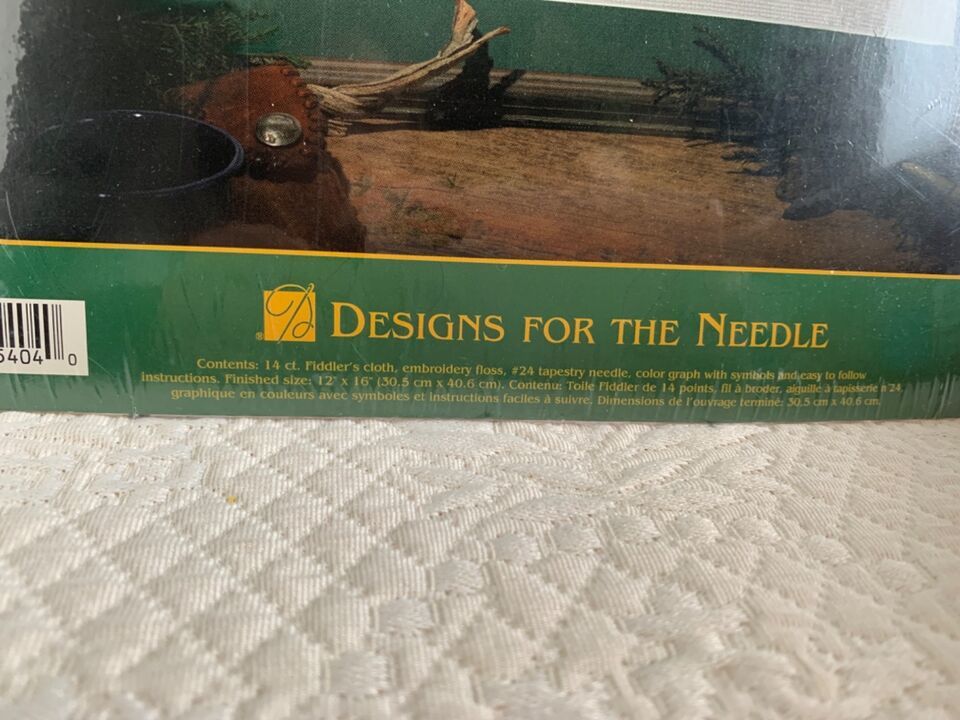 DESIGNS FOR THE NEEDLE
®
5404 0
Contents: 14 ct. Fiddler's cloth, embroidery floss, #24 tapestry needle, color graph with symbols and easy to follow
instructions. Finished size: 12" x 16" (30.5 cm x 40.6 cm). Contenu: Toile Fiddler de 14 points, fil à broder, aiguille à tapisserie n°24,
graphique en couleurs avec symboles et instructions faciles à suivre. Dimensions de l'ouvrage terminé: 30,5 cm x 40,6 cm.